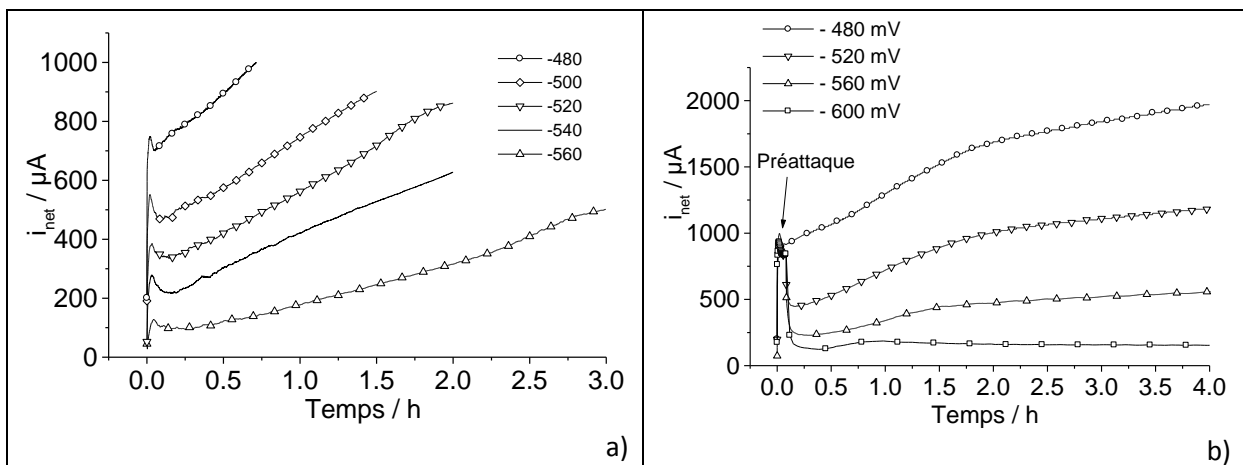 1000
800
600
400
200
0
i_net / µA
0.0 0.5 1.0 1.5 2.0 2.5 3.0
Temps / h
-480
-500
-520
-540
-560
a)
- 480 mV
- 520 mV
- 560 mV
- 600 mV
Préattaque
2000
1500
1000
500
0
i_net / µA
0.0 0.5 1.0 1.5 2.0 2.5 3.0 3.5 4.0
Temps / h
b)